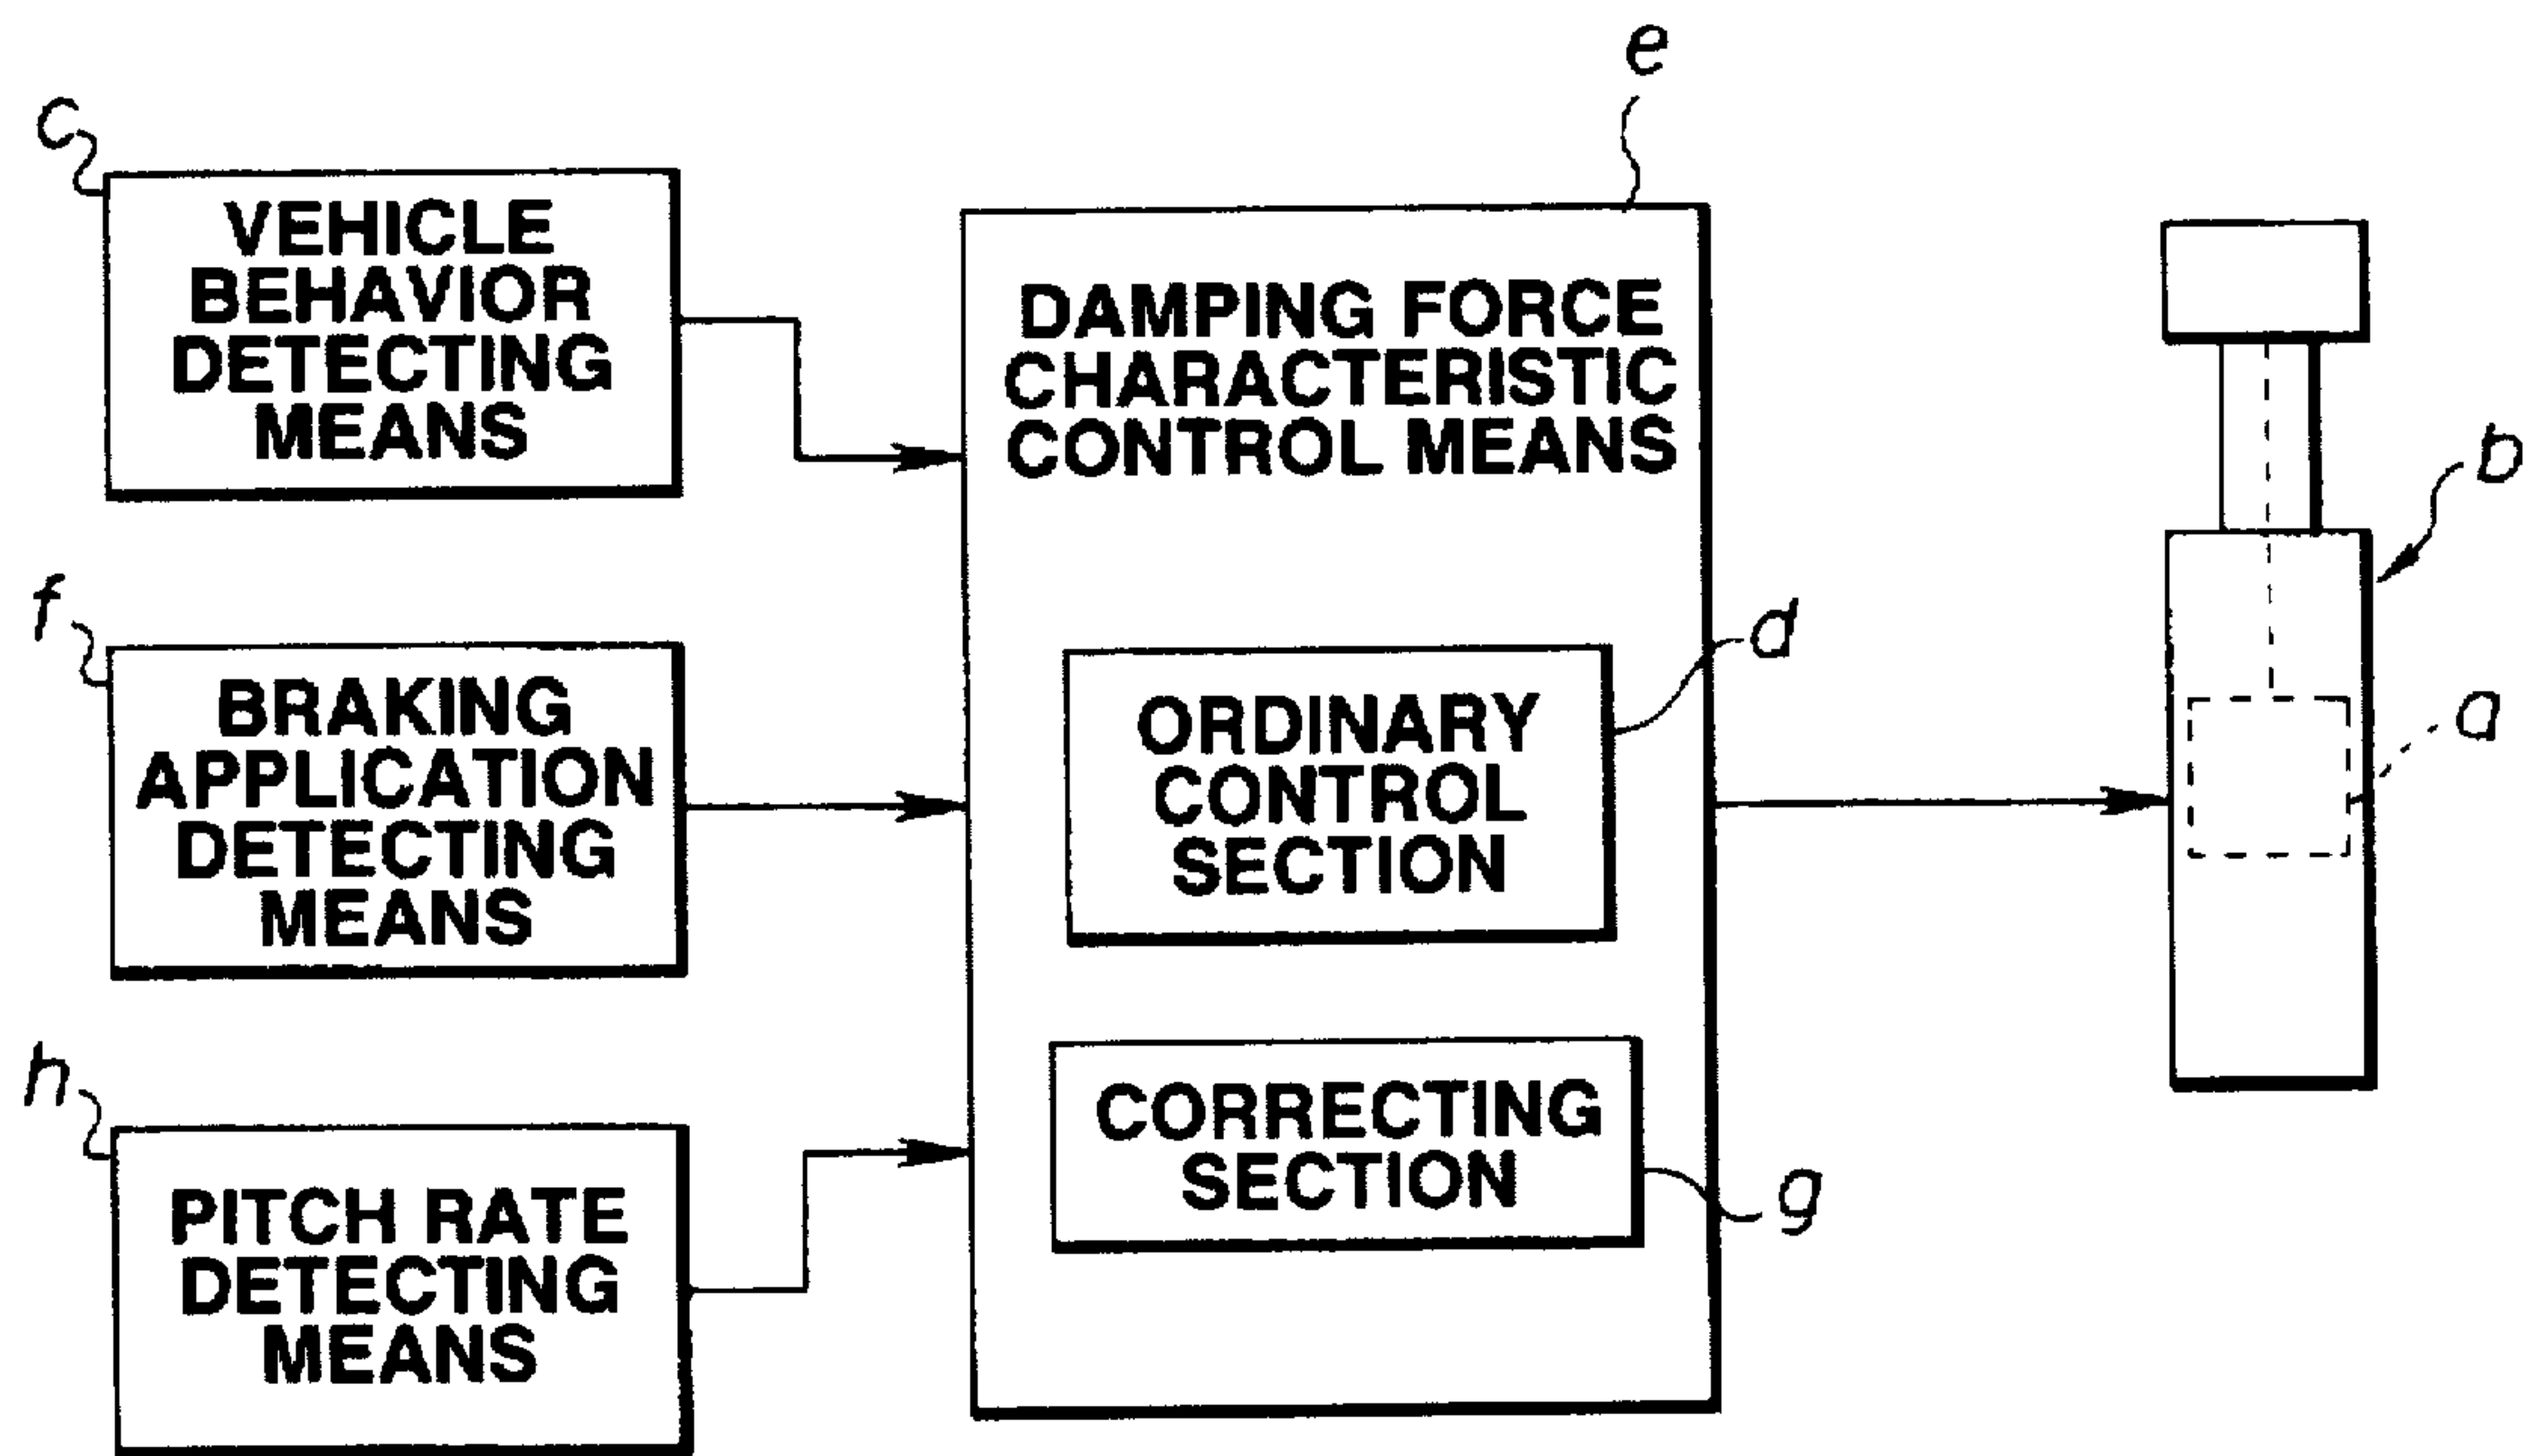 c
VEHICLE
BEHAVIOR
DETECTING
MEANS
f
BRAKING
APPLICATION
DETECTING
MEANS
h
PITCH RATE
DETECTING
MEANS
e
DAMPING FORCE
CHARACTERISTIC
CONTROL MEANS
d
ORDINARY
CONTROL
SECTION
CORRECTING
SECTION
g
b
a